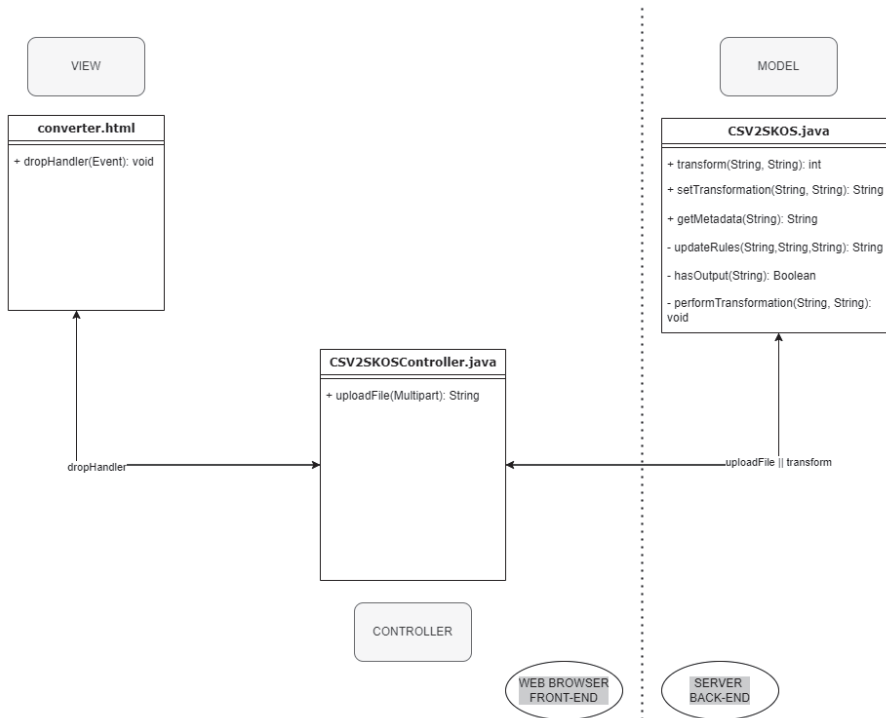 VIEW
MODEL
converter.html
+ dropHandler(Event): void
CSV2SKOS.java
+ transform(String, String): int
+ setTransformation(String, String): String
+ getMetadata(String): String
- updateRules(String,String,String): String
- hasOutput(String): Boolean
- performTransformation(String, String):
void
CSV2SKOSController.java
+ uploadFile(Multipart): String
dropHandler
uploadFile || transform
CONTROLLER
WEB BROWSER
FRONT-END
SERVER
BACK-END